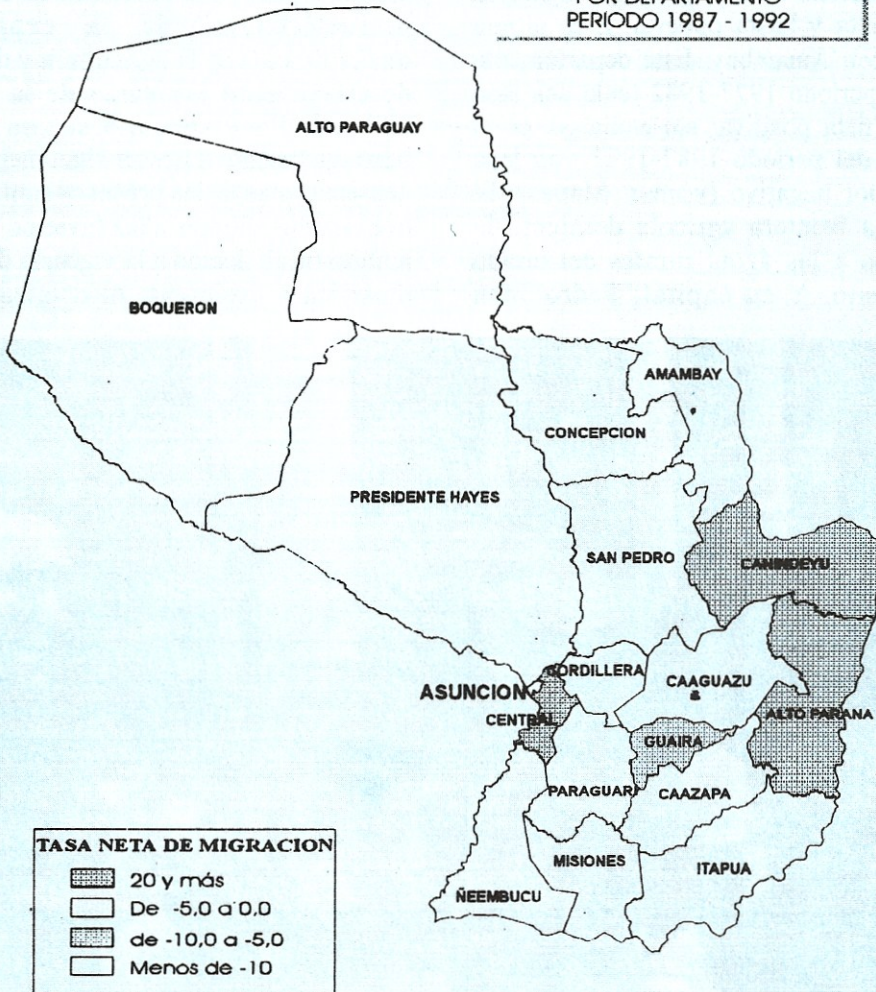 POR DEPARTAMENTO
PERIODO 1987 - 1992
ALTO PARAGUAY
BOQUERON
AMAMBAY
CONCEPCION
PRESIDENTE HAYES
SAN PEDRO
CANINDEYU
CORDILLERA
CAAGUAZU
ASUNCION
CENTRAL
ALTO PARANA
GUAIRA
PARAGUARI
CAAZAPA
MISIONES
ITAPUA
ÑEEMBUCU
TASA NETA DE MIGRACION
20 y más
De -5,0 a 0,0
de -10,0 a -5,0
Menos de -10